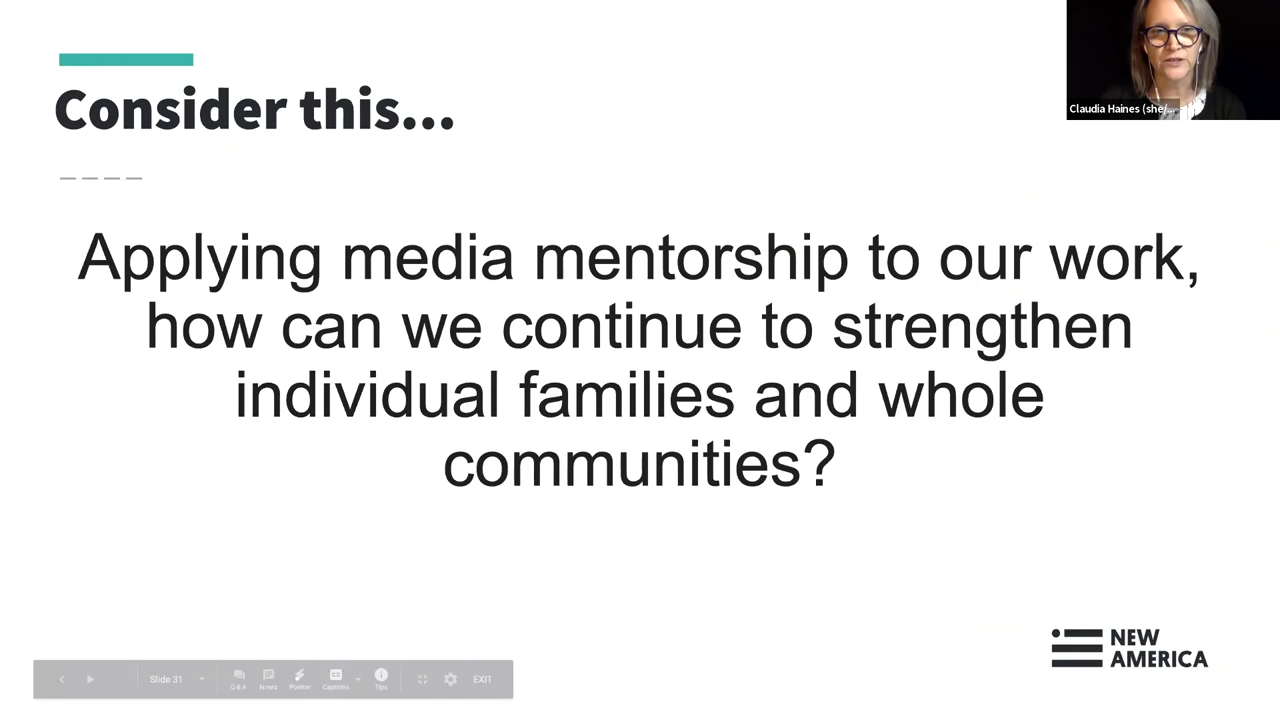 Consider this...
Claudia Haines (she/...
Applying media mentorship to our work,
how can we continue to strengthen
individual families and whole
communities?
NEW
AMERICA
Slide 31
Q&A
Notes
Pointer
Captions
Tips
EXIT